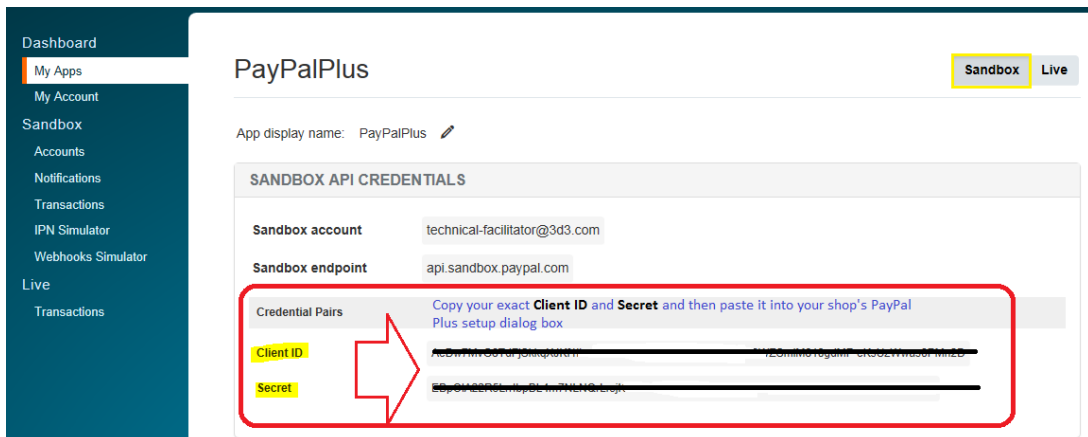 Dashboard
My Apps
My Account
Sandbox
Accounts
Notifications
Transactions
IPN Simulator
Webhooks Simulator
Live
Transactions
PayPalPlus
Sandbox Live
App display name: PayPalPlus
SANDBOX API CREDENTIALS
Sandbox account technical-facilitator@3d3.com
Sandbox endpoint api.sandbox.paypal.com
Credential Pairs
Copy your exact Client ID and Secret and then paste it into your shop's PayPal
Plus setup dialog box
Client ID
Secret